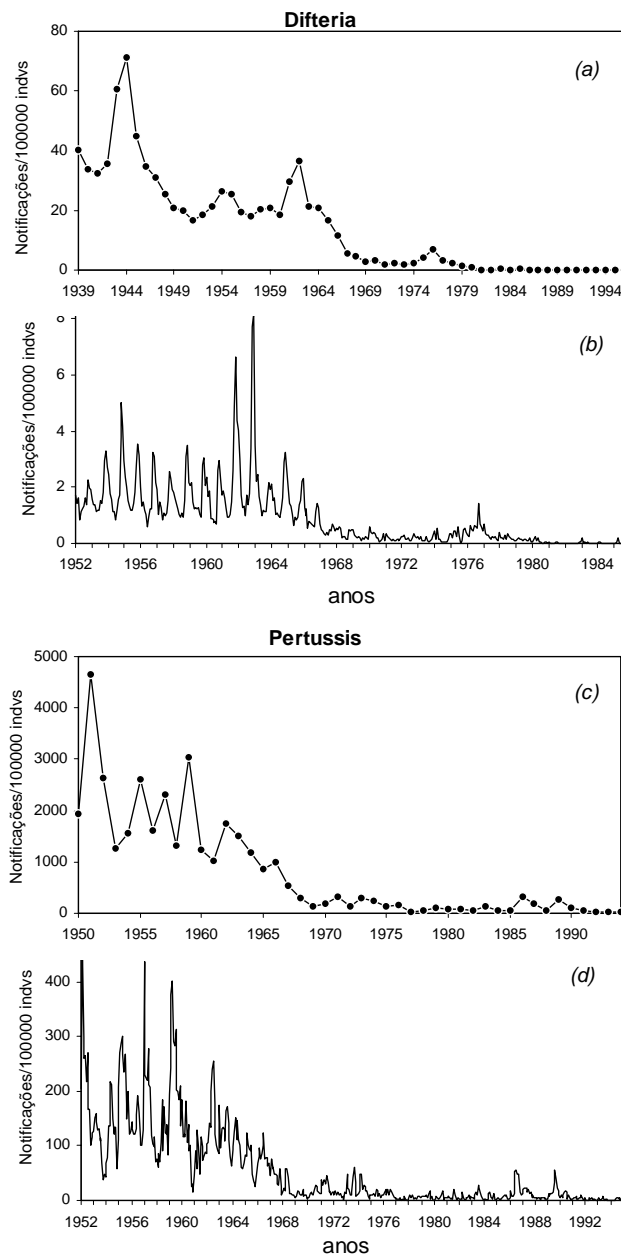 Difteria
(a)
Notificações/100000 indvs
80
60
40
20
0
1939 1944 1949 1954 1959 1964 1969 1974 1979 1984 1989 1994
(b)
Notificações/100000 indvs
8
6
4
2
0
1952 1956 1960 1964 1968 1972 1976 1980 1984
anos
Pertussis
(c)
Notificações/100000 indvs
5000
4000
3000
2000
1000
0
1950 1955 1960 1965 1970 1975 1980 1985 1990
(d)
Notificações/100000 indvs
400
300
200
100
0
1952 1956 1960 1964 1968 1972 1976 1980 1984 1988 1992
anos